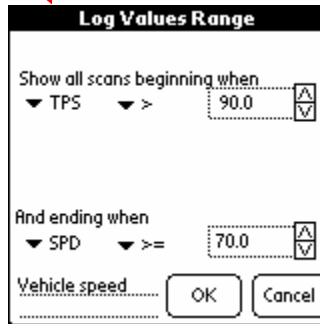 Log Values Range
Show all scans beginning when
TPS > 90.0
And ending when
SPD >= 70.0
Vehicle speed OK Cancel